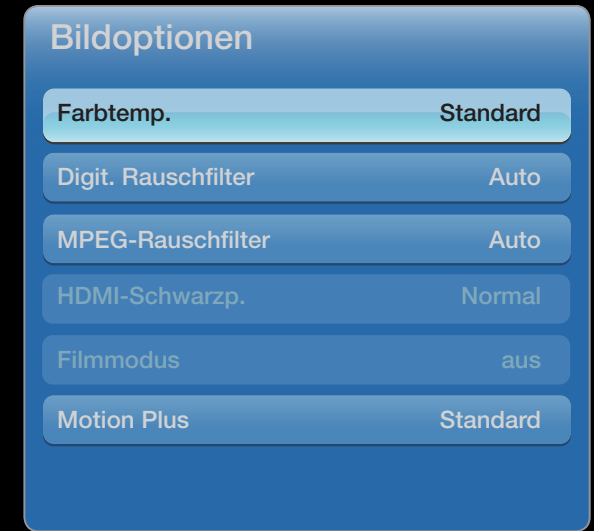 Bildoptionen
Farbtemp. Standard
Digit. Rauschfilter Auto
MPEG-Rauschfilter Auto
HDMI-Schwarzp. Normal
Filmmodus aus
Motion Plus Standard